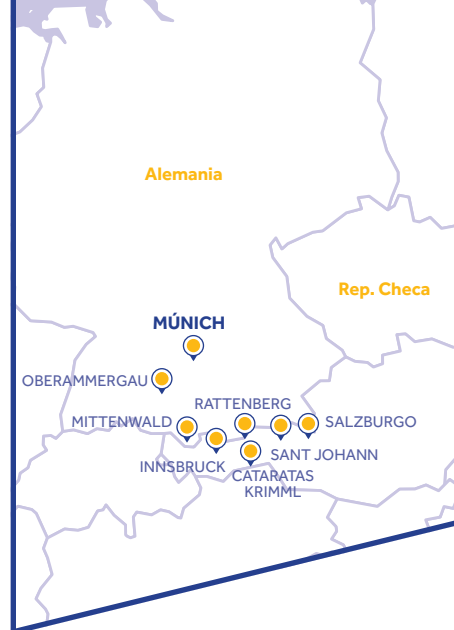 Alemania
Rep. Checa
MÚNICH
OBERAMMERGAU
RATTENBERG
MITTENWALD
SALZBURGO
SANT JOHANN
INNSBRUCK
CATARATAS
KRIMML